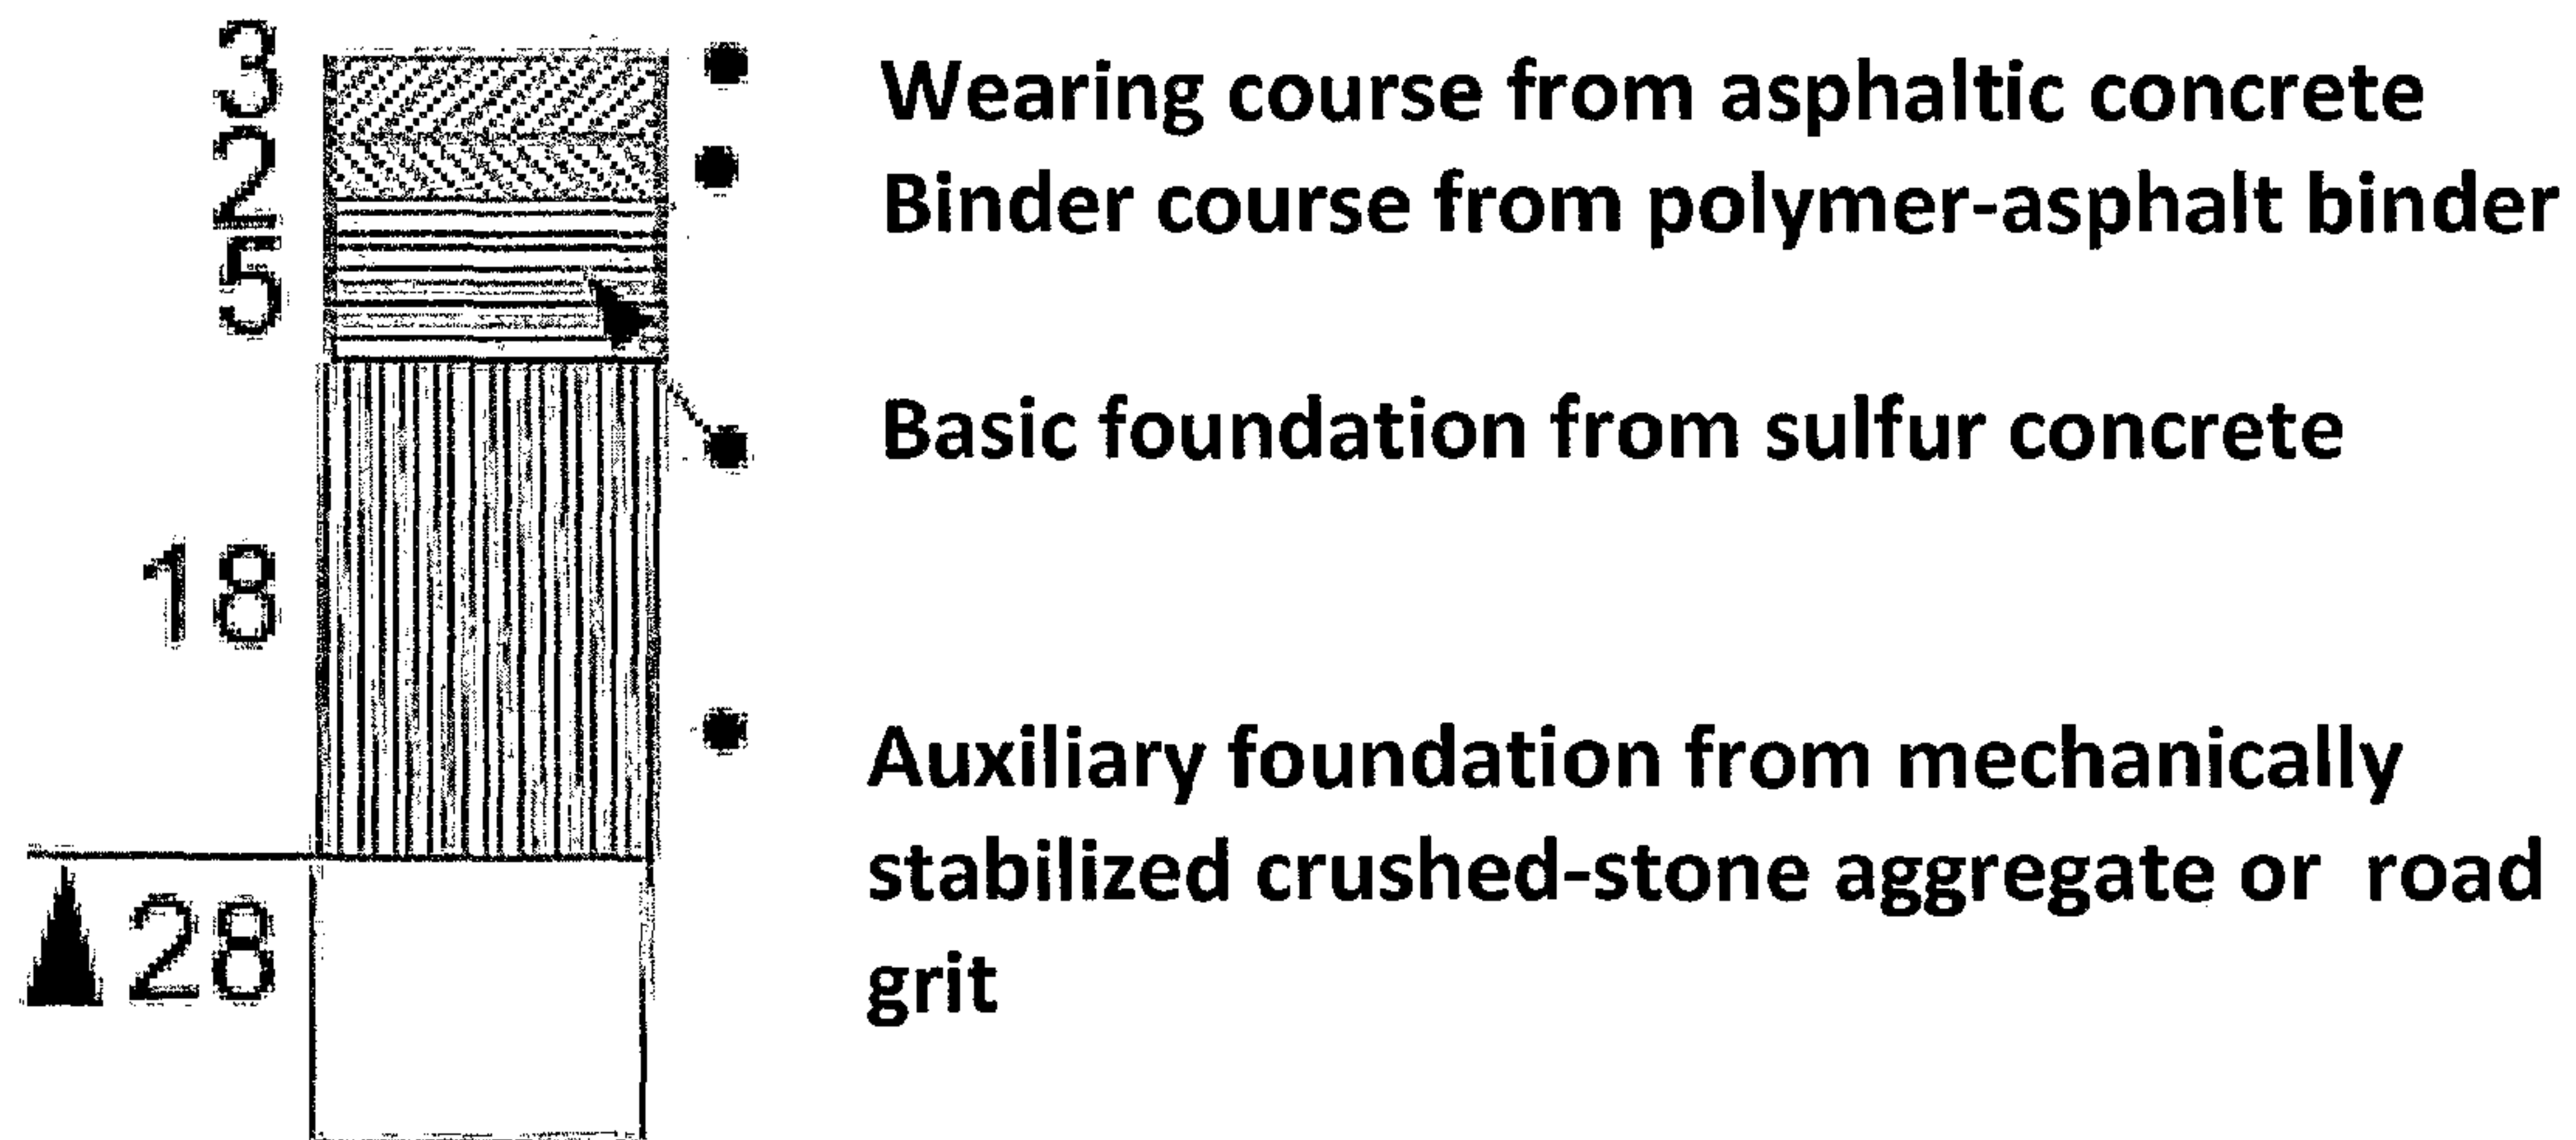 3
Wearing course from asphaltic concrete
2
Binder course from polymer-asphalt binder
5
Basic foundation from sulfur concrete
18
Auxiliary foundation from mechanically
stabilized crushed-stone aggregate or road
28
grit